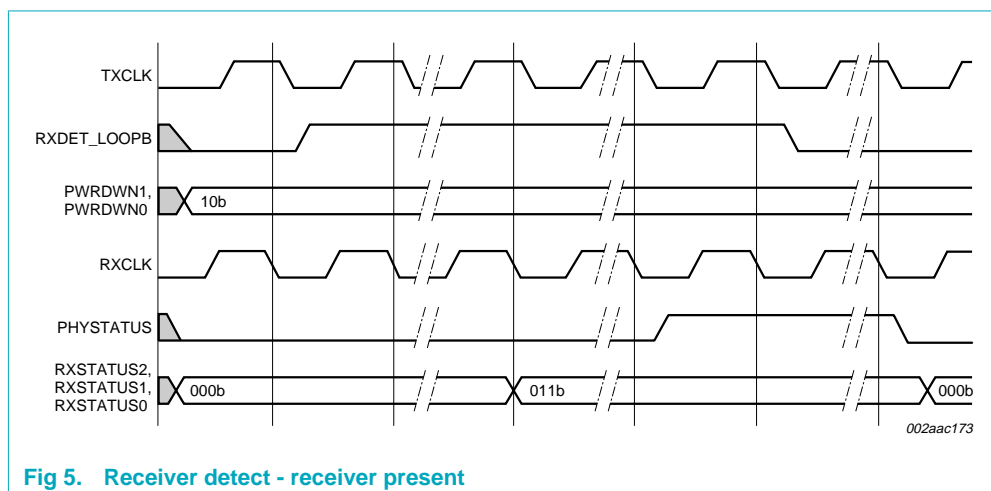 TXCLK
RXDET_LOOPB
PWRDWN1,
PWRDWN0
10b
RXCLK
PHYSTATUS
RXSTATUS2,
RXSTATUS1,
RXSTATUS0
000b
011b
000b
002aac173
Fig 5. Receiver detect - receiver present